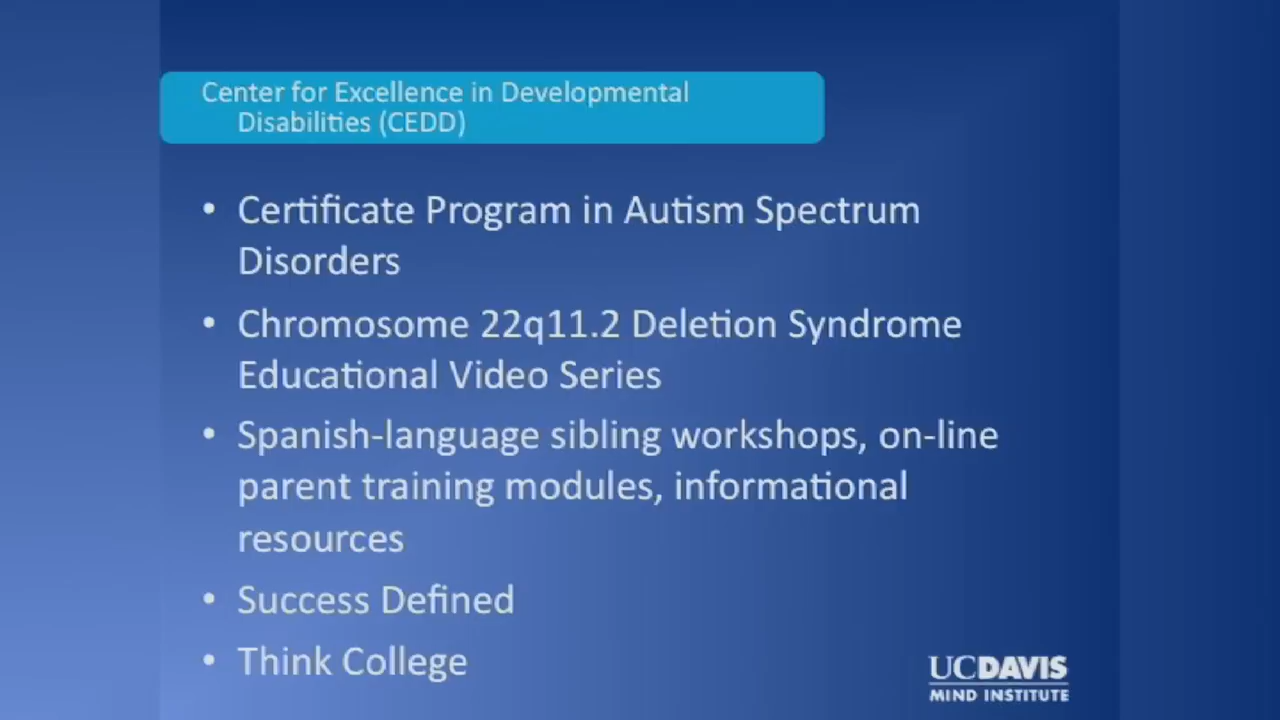 Center for Excellence in Developmental
Disabilities (CEDD)
• Certificate Program in Autism Spectrum
Disorders
• Chromosome 22q11.2 Deletion Syndrome
Educational Video Series
• Spanish-language sibling workshops, on-line
parent training modules, informational
resources
• Success Defined
• Think College
UCDAVIS
MIND INSTITUTE